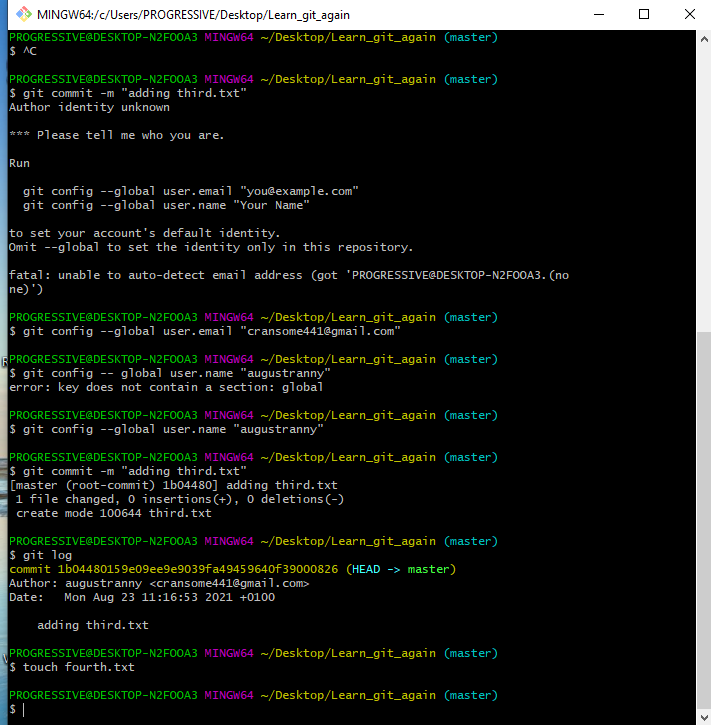 MINGW64:/c/Users/PROGRESSIVE/Desktop/Learn_git_again
PROGRESSIVE@DESKTOP-N2FOOA3 MINGW64 ~/Desktop/Learn_git_again (master)
$ ^C
PROGRESSIVE@DESKTOP-N2FOOA3 MINGW64 ~/Desktop/Learn_git_again (master)
$ git commit -m "adding third.txt"
Author identity unknown
*** Please tell me who you are.
Run
git config --global user.email "you@example.com"
git config --global user.name "Your Name"
to set your account's default identity.
Omit --global to set the identity only in this repository.
fatal: unable to auto-detect email address (got 'PROGRESSIVE@DESKTOP-N2FOOA3.(no
ne)')
PROGRESSIVE@DESKTOP-N2FOOA3 MINGW64 ~/Desktop/Learn_git_again (master)
$ git config --global user.email "cransome441@gmail.com"
PROGRESSIVE@DESKTOP-N2FOOA3 MINGW64 ~/Desktop/Learn_git_again (master)
$ git config -- global user.name "augustranny"
error: key does not contain a section: global
PROGRESSIVE@DESKTOP-N2FOOA3 MINGW64 ~/Desktop/Learn_git_again (master)
$ git config --global user.name "augustranny"
PROGRESSIVE@DESKTOP-N2FOOA3 MINGW64 ~/Desktop/Learn_git_again (master)
$ git commit -m "adding third.txt"
[master (root-commit) 1b04480] adding third.txt
1 file changed, 0 insertions(+), 0 deletions(-)
create mode 100644 third.txt
PROGRESSIVE@DESKTOP-N2FOOA3 MINGW64 ~/Desktop/Learn_git_again (master)
$ git log
commit 1b04480159e09ee9e9039fa49459640f39000826 (HEAD -> master)
Author: augustranny <cransome441@gmail.com>
Date:   Mon Aug 23 11:16:53 2021 +0100
adding third.txt
PROGRESSIVE@DESKTOP-N2FOOA3 MINGW64 ~/Desktop/Learn_git_again (master)
$ touch fourth.txt
PROGRESSIVE@DESKTOP-N2FOOA3 MINGW64 ~/Desktop/Learn_git_again (master)
$